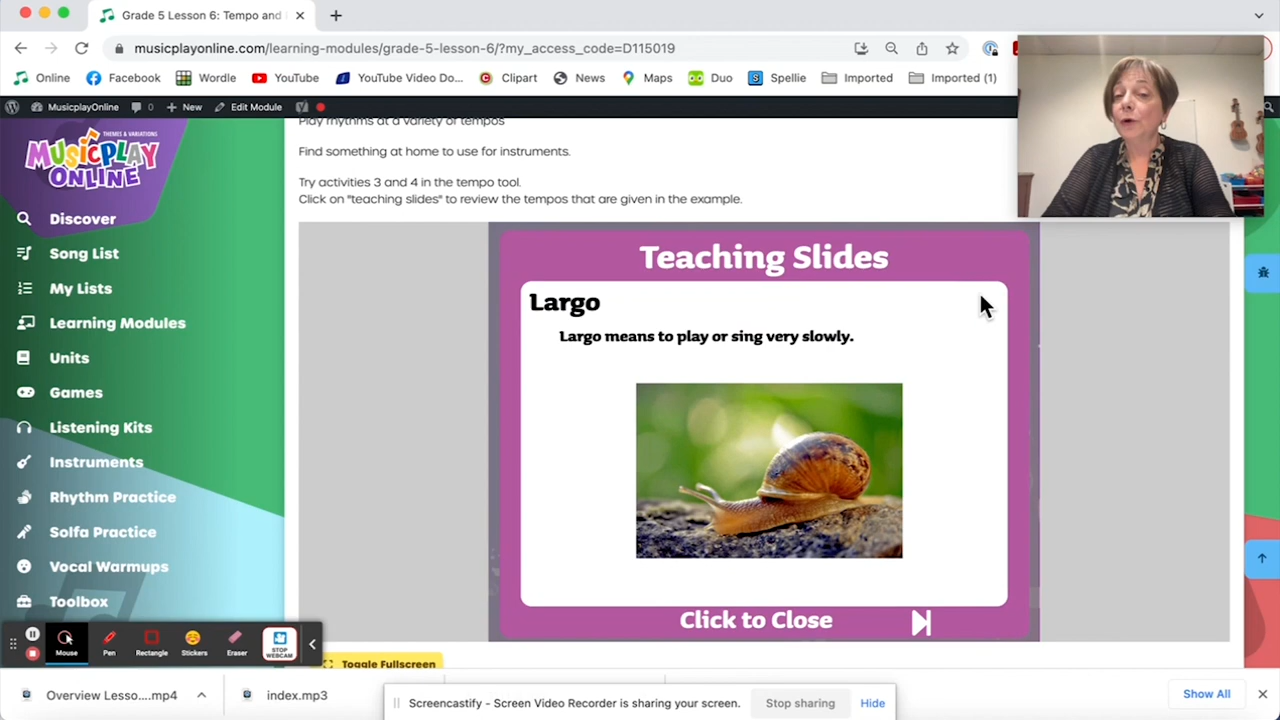 Grade 5 Lesson 6: Tempo and
musicplayonline.com/learning-modules/grade-5-lesson-6/?my_access_code=D115019
Online
Facebook
Wordle
YouTube
YouTube Video Do...
Clipart
News
Maps
Duo
Spellie
Imported
Imported (1)
MusicplayOnline
0
New
Edit Module
THEMES & VARIATIONS
MUSICPLAY
ONLINE
Discover
Song List
My Lists
Learning Modules
Units
Games
Listening Kits
Instruments
Rhythm Practice
Solfa Practice
Vocal Warmups
Toolbox
Play rhythms at a variety of tempos
Find something at home to use for instruments.
Try activities 3 and 4 in the tempo tool.
Click on "teaching slides" to review the tempos that are given in the example.
Teaching Slides
Largo
Largo means to play or sing very slowly.
Click to Close
Mouse
Pen
Rectangle
Stickers
Eraser
STOP
WEBCAM
Toggle Fullscreen
Overview Lesso....mp4
index.mp3
Screencastify - Screen Video Recorder is sharing your screen.
Stop sharing
Hide
Show All